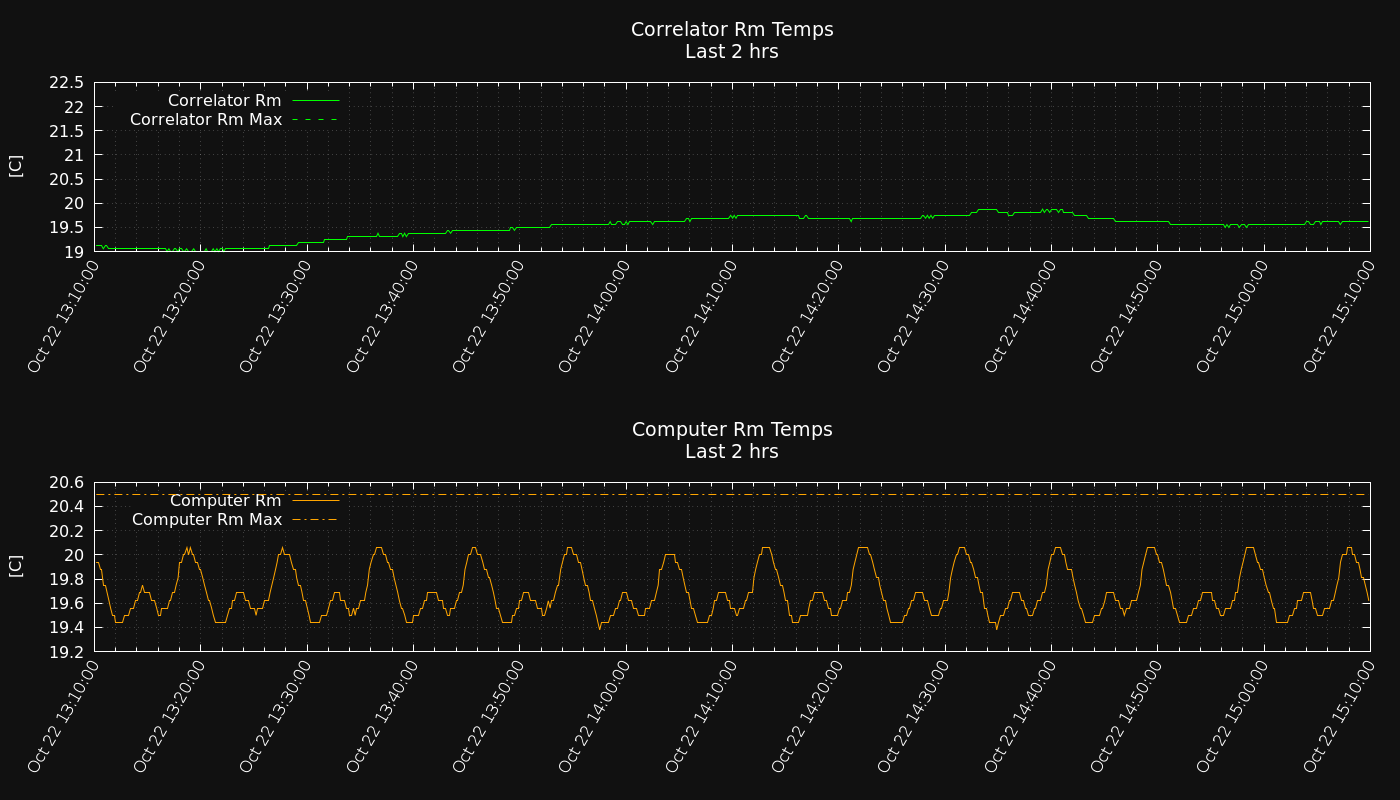 Correlator Rm Temps
Last 2 hrs
[C]
22.5
22
21.5
21
20.5
20
19.5
19
Correlator Rm
Correlator Rm Max
Oct 22 13:10:00
Oct 22 13:20:00
Oct 22 13:30:00
Oct 22 13:40:00
Oct 22 13:50:00
Oct 22 14:00:00
Oct 22 14:10:00
Oct 22 14:20:00
Oct 22 14:30:00
Oct 22 14:40:00
Oct 22 14:50:00
Oct 22 15:00:00
Oct 22 15:10:00
Computer Rm Temps
Last 2 hrs
[C]
20.6
20.4
20.2
20
19.8
19.6
19.4
19.2
Computer Rm
Computer Rm Max
Oct 22 13:10:00
Oct 22 13:20:00
Oct 22 13:30:00
Oct 22 13:40:00
Oct 22 13:50:00
Oct 22 14:00:00
Oct 22 14:10:00
Oct 22 14:20:00
Oct 22 14:30:00
Oct 22 14:40:00
Oct 22 14:50:00
Oct 22 15:00:00
Oct 22 15:10:00